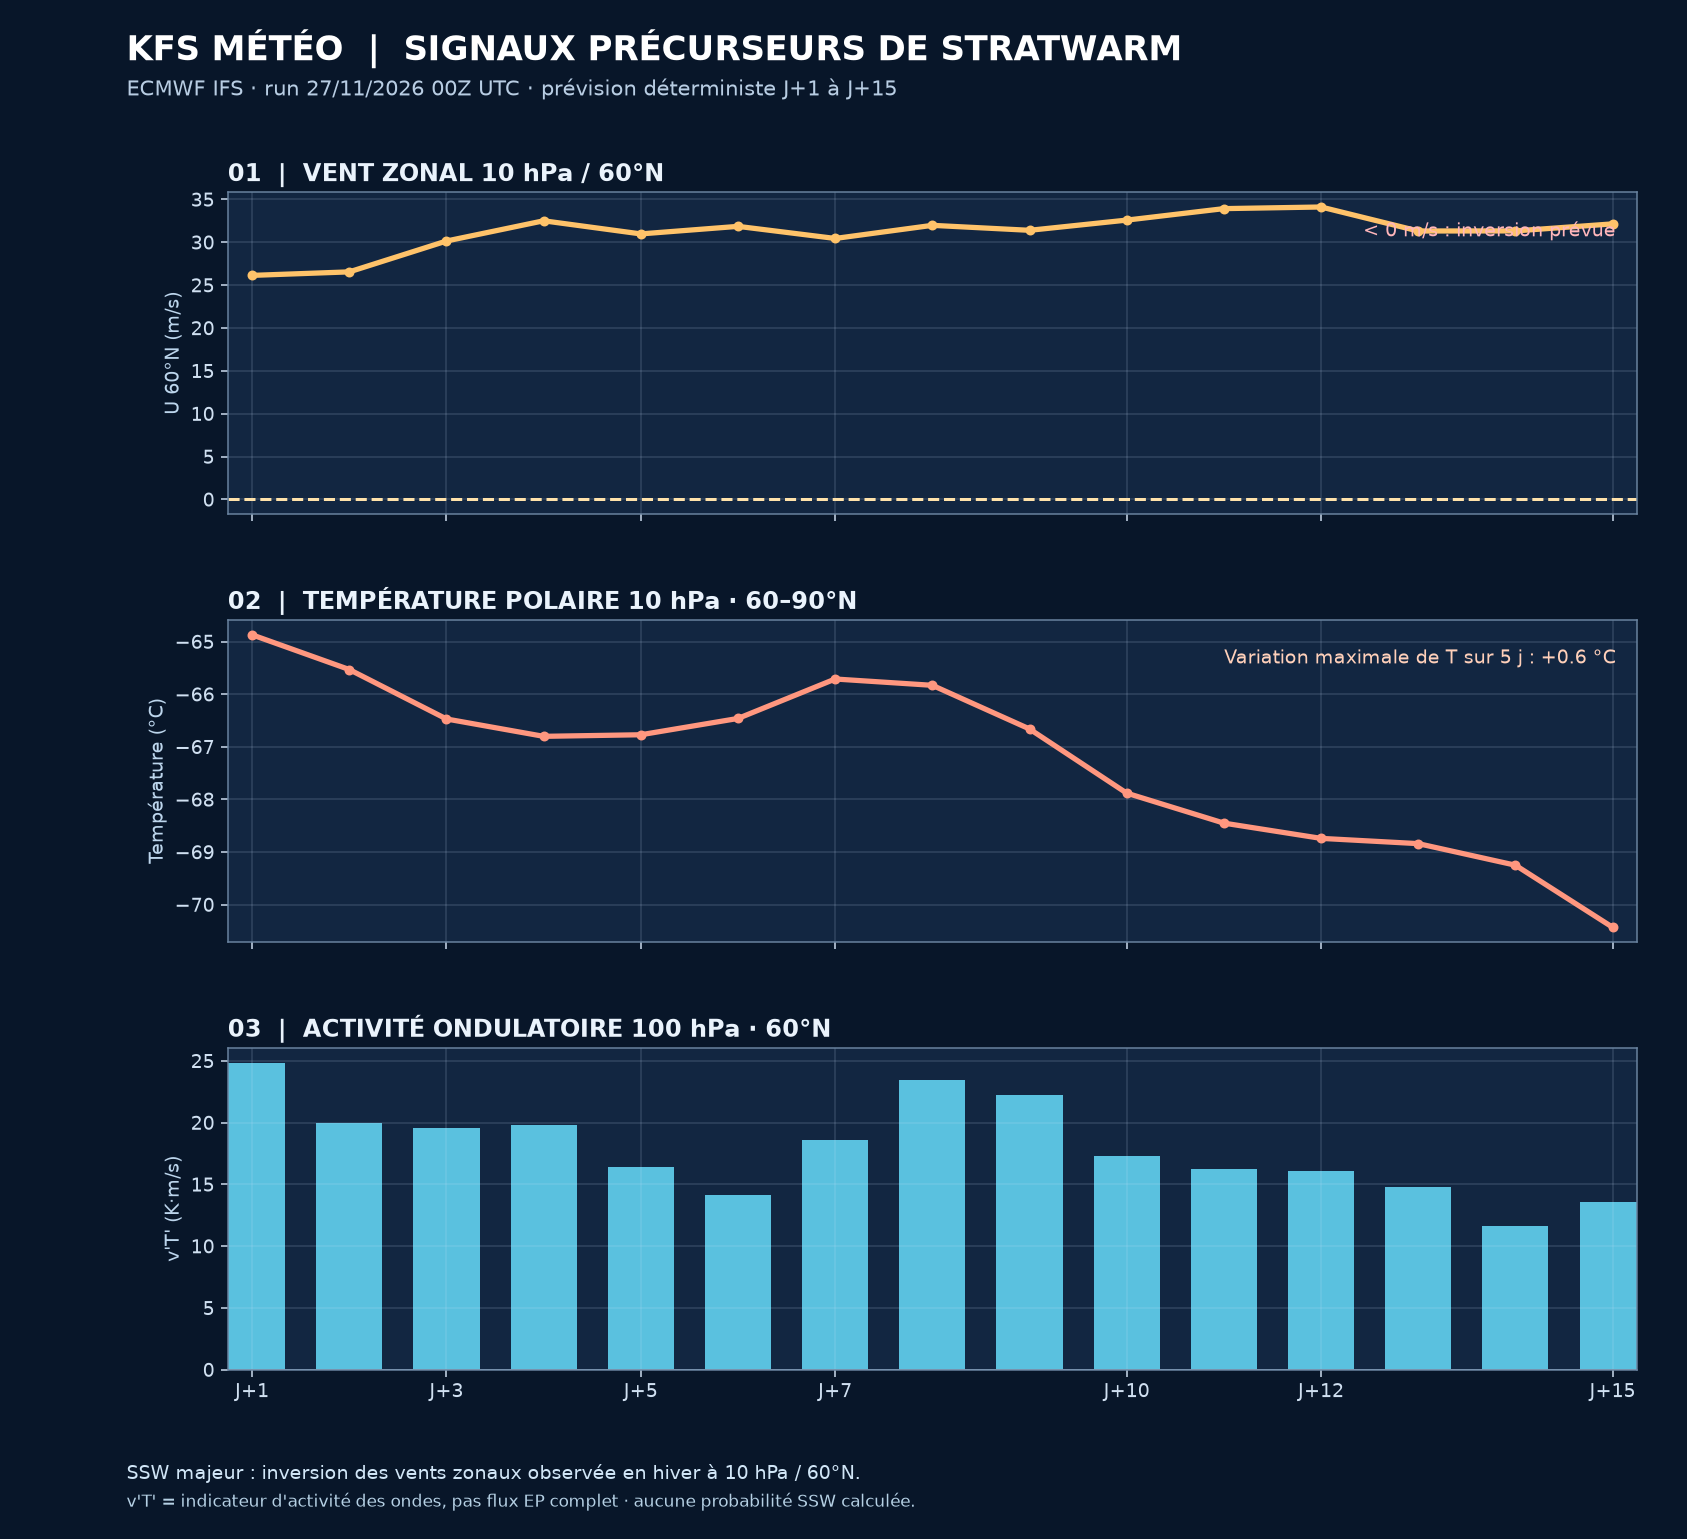 KFS MÉTÉO | SIGNAUX PRÉCURSEURS DE STRATWARM
ECMWF IFS · run 27/11/2026 00Z UTC · prévision déterministe J+1 à J+15
01 | VENT ZONAL 10 hPa / 60°N
35
30
25
20
15
10
5
0
U 60°N (m/s)
< 0 m/s : inversion prévue
02 | TEMPÉRATURE POLAIRE 10 hPa · 60–90°N
−65
−66
−67
−68
−69
−70
Température (°C)
Variation maximale de T sur 5 j : +0.6 °C
03 | ACTIVITÉ ONDULATOIRE 100 hPa · 60°N
25
20
15
10
5
0
v'T' (K·m/s)
J+1 J+3 J+5 J+7 J+10 J+12 J+15
SSW majeur : inversion des vents zonaux observée en hiver à 10 hPa / 60°N.
v'T' = indicateur d'activité des ondes, pas flux EP complet · aucune probabilité SSW calculée.